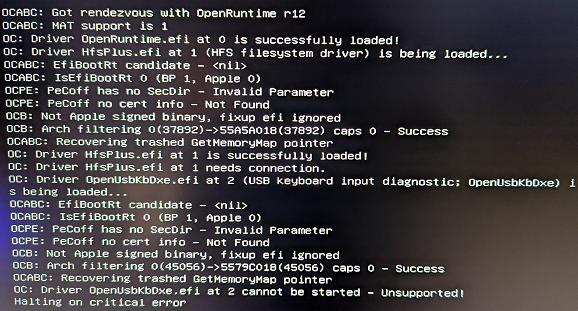 OCABC: Got rendezvous with OpenRuntime r12
OCABC: MAT support is 1
OC: Driver OpenRuntime.efi at 0 is successfully loaded!
OC: Driver HfsPlus.efi at 1 (HFS filesystem driver) is being loaded...
OCABC: EfiBootRt candidate - <nil>
OCABC: IsEfiBootRt 0 (BP 1, Apple 0)
OCPE: PeCoff has no SecDir - Invalid Parameter
OCPE: PeCoff no cert info - Not Found
OCB: Not Apple signed binary, fixup efi ignored
OCB: Arch filtering 0(37892)->55A5A018(37892) caps 0 - Success
OCABC: Recovering trashed GetMemoryMap pointer
OC: Driver HfsPlus.efi at 1 is successfully loaded!
OC: Driver HfsPlus.efi at 1 needs connection.
OC: Driver OpenUsbKbDxe.efi at 2 (USB keyboard input diagnostic; OpenUsbKbDxe) i
s being loaded...
OCABC: EfiBootRt candidate - <nil>
OCABC: IsEfiBootRt 0 (BP 1, Apple 0)
OCPE: PeCoff has no SecDir - Invalid Parameter
OCPE: PeCoff no cert info - Not Found
OCB: Not Apple signed binary, fixup efi ignored
OCB: Arch filtering 0(45056)->5579C018(45056) caps 0 - Success
OCABC: Recovering trashed GetMemoryMap pointer
OC: Driver OpenUsbKbDxe.efi at 2 cannot be started - Unsupported!
Halting on critical error